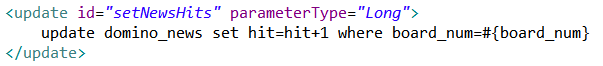 <update id="setNewsHits" parameterType="Long">
update domino_news set hit=hit+1 where board_num=#{board_num}
</update>